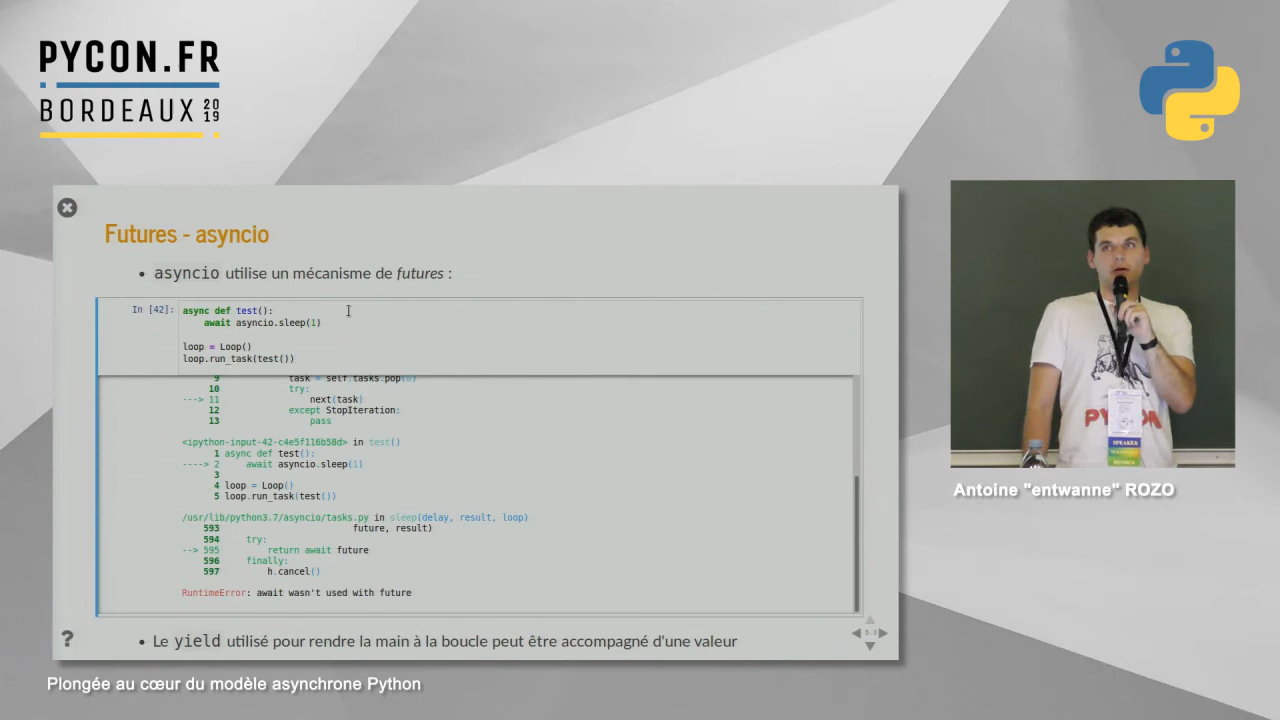 PYCON.FR
BORDEAUX 20
19
Futures - asyncio
• asyncio utilise un mécanisme de futures :
In [42]:
async def test():
    await asyncio.sleep(1)
loop = Loop()
loop.run_task(test())
9 task = self.tasks.pop(0)
10 try:
---> 11 next(task)
12 except StopIteration:
13 pass
<ipython-input-42-c4e5f116b58d> in test()
1 async def test():
----> 2 await asyncio.sleep(1)
3
4 loop = Loop()
5 loop.run_task(test())
/usr/lib/python3.7/asyncio/tasks.py in sleep(delay, result, loop)
593 future, result)
594 try:
--> 595 return await future
596 finally:
597 h.cancel()
RuntimeError: await wasn't used with future
• Le yield utilisé pour rendre la main à la boucle peut être accompagné d'une valeur
?
5.3
PYCON
SPEAKER
Antoine "entwanne" ROZO
Plongée au cœur du modèle asynchrone Python